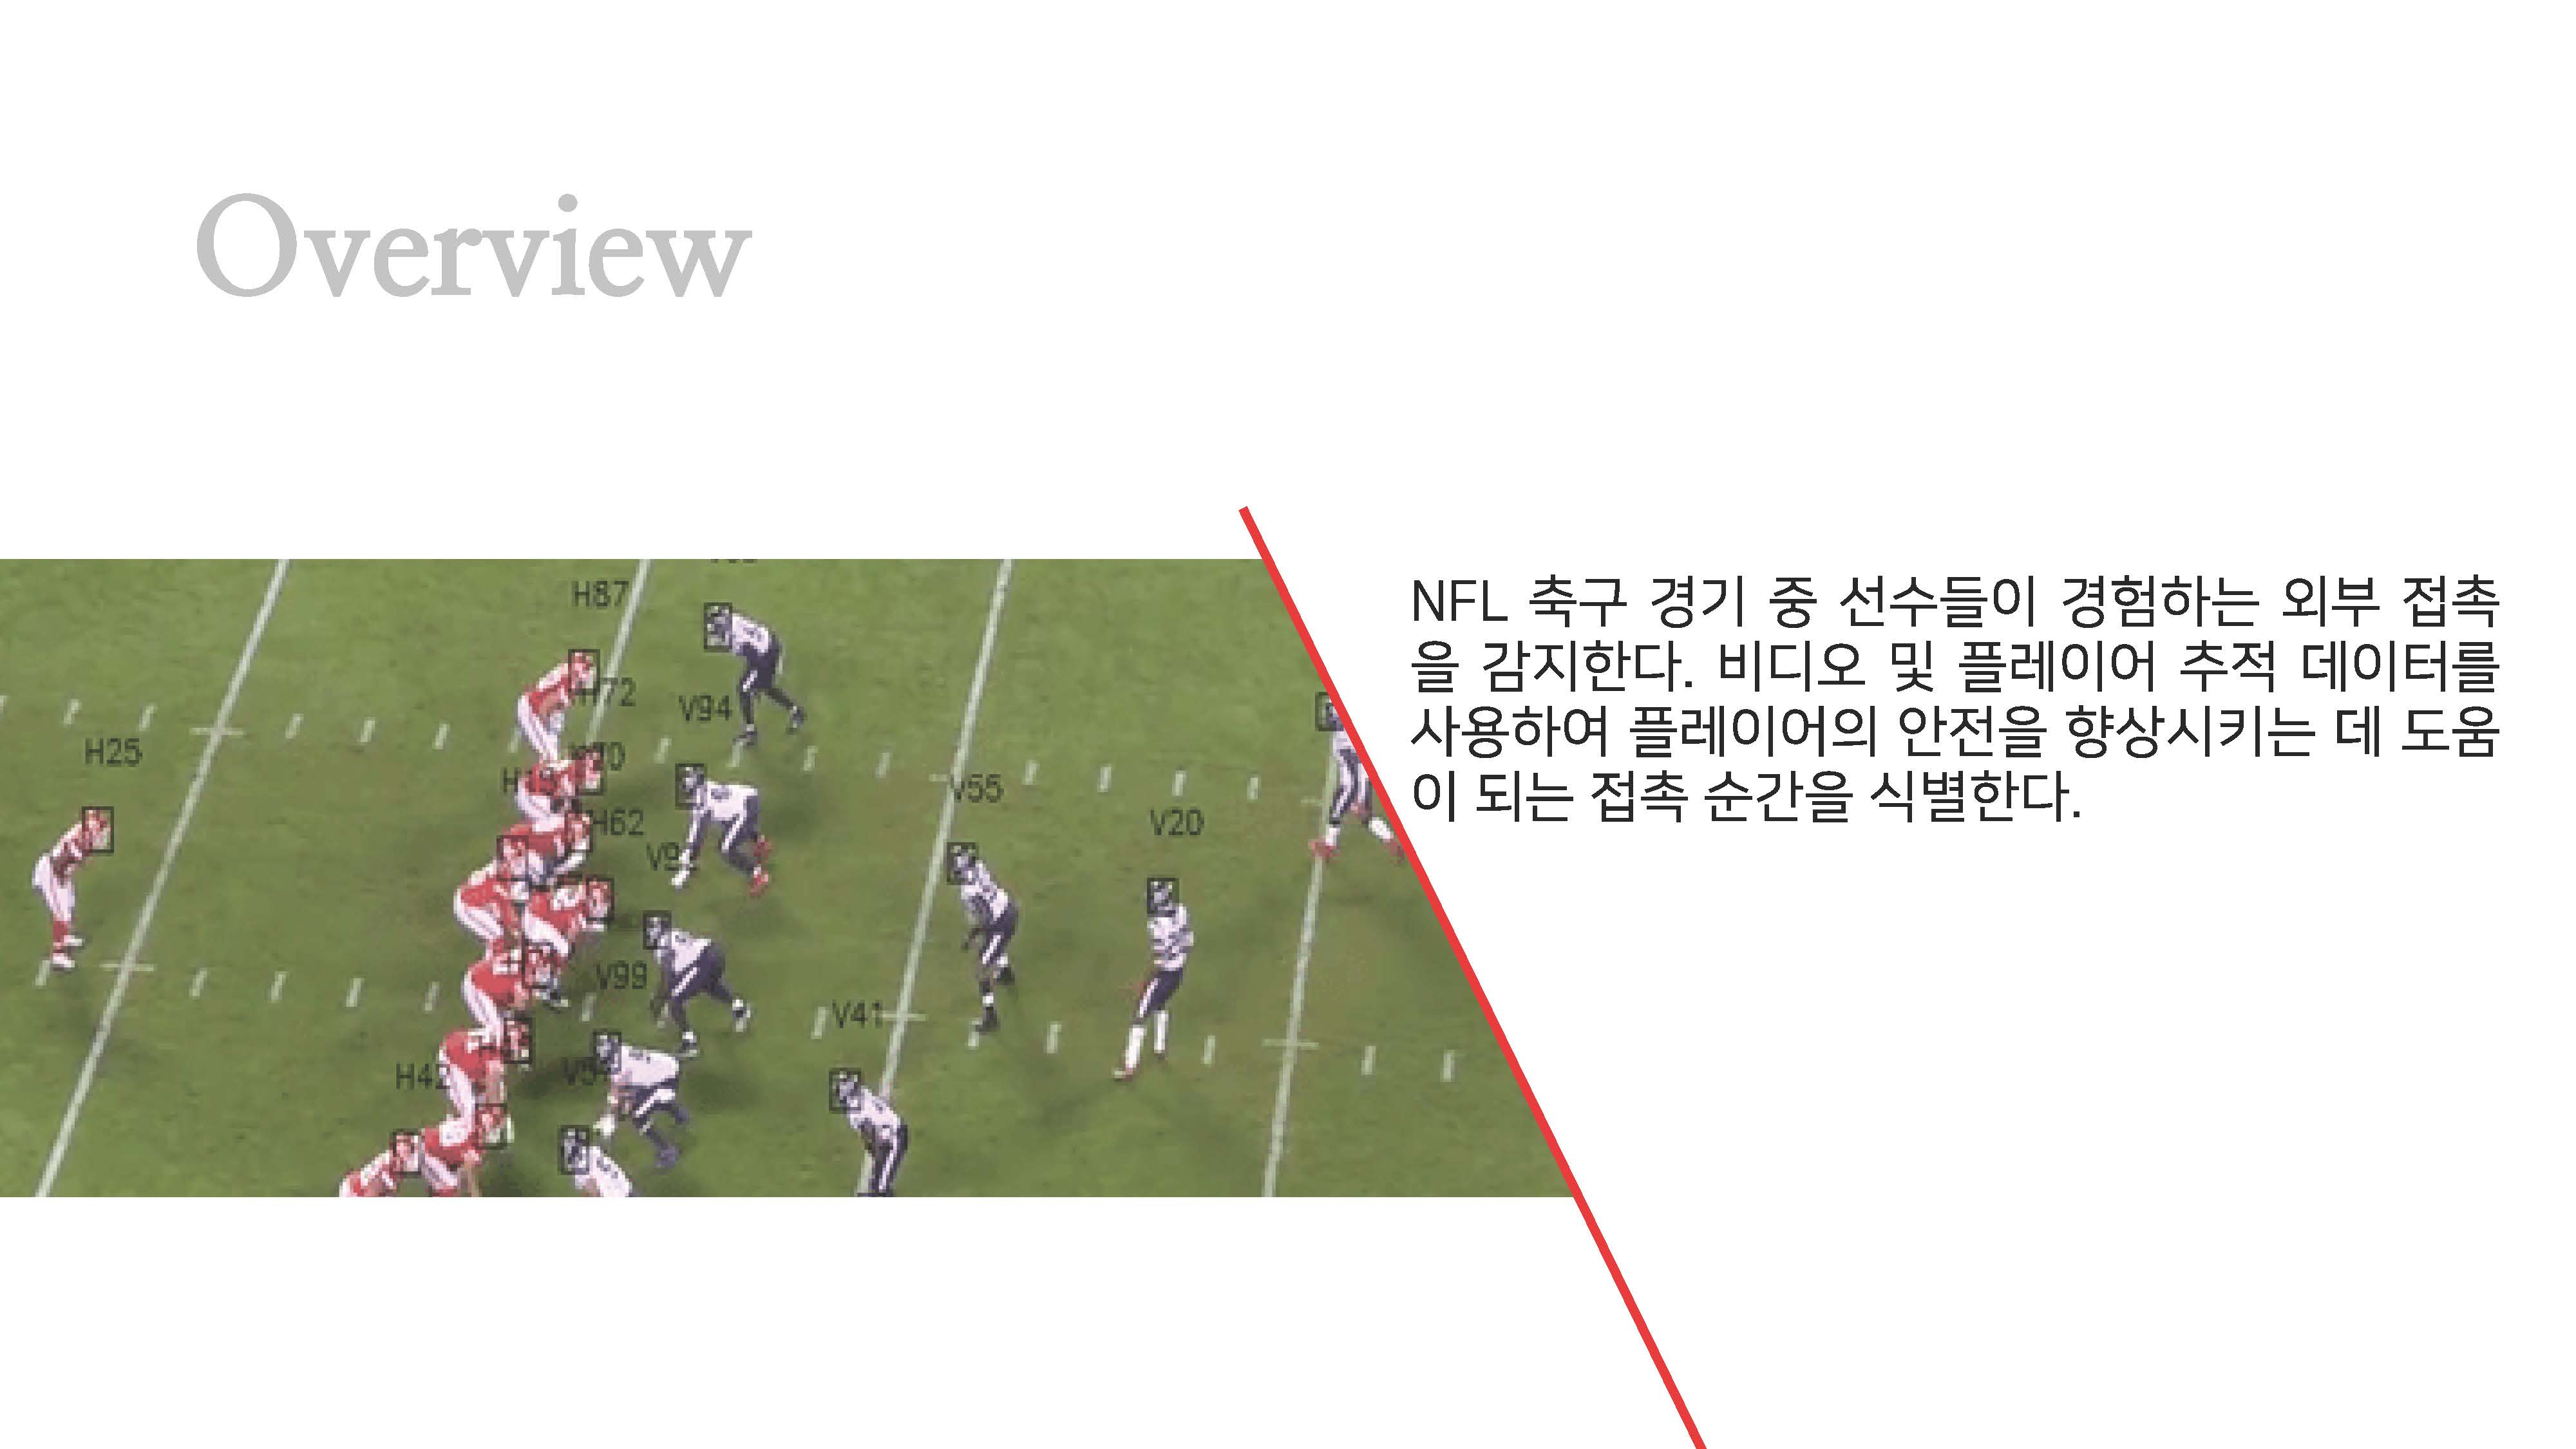 Overview
NFL 축구 경기 중 선수들이 경험하는 외부 접촉
을 감지한다. 비디오 및 플레이어 추적 데이터를
사용하여 플레이어의 안전을 향상시키는 데 도움
이 되는 접촉 순간을 식별한다.
H87
H72
V94
H25
V55
H62
V20
V99
V41
H42